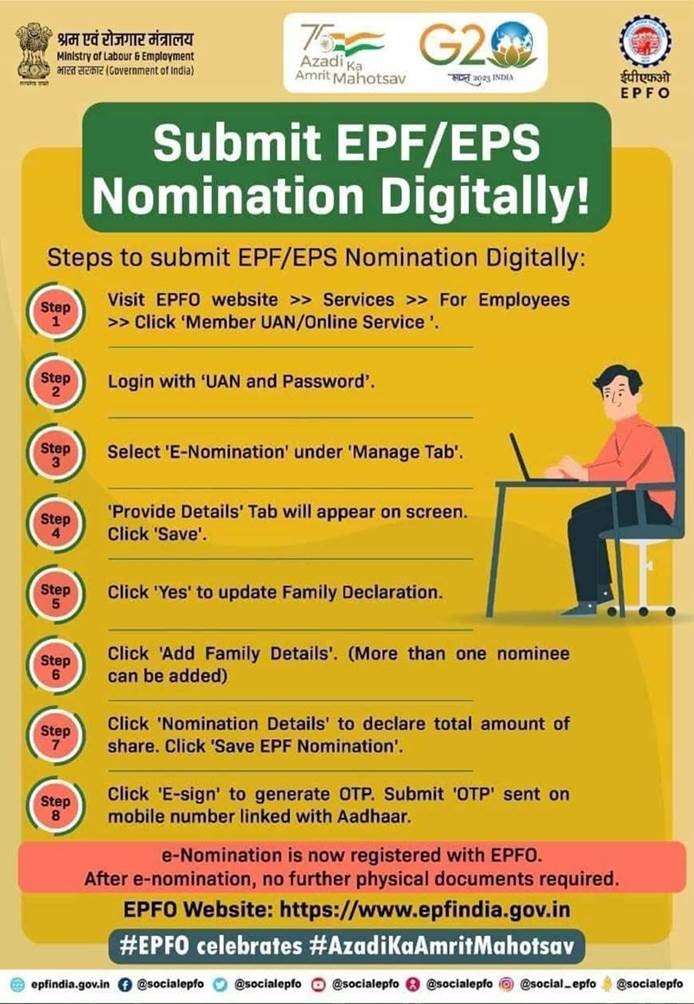 श्रम एवं रोजगार मंत्रालय
Ministry of Labour & Employment
भारत सरकार (Government of India)
75
Azadi Ka
Amrit Mahotsav
G20
2023 INDIA
ईपीएफओ
EPFO
Submit EPF/EPS
Nomination Digitally!
Steps to submit EPF/EPS Nomination Digitally:
Step
1
Visit EPFO website >> Services >> For Employees
>> Click ‘Member UAN/Online Service ’.
Step
2
Login with ‘UAN and Password’.
Step
3
Select 'E-Nomination' under 'Manage Tab'.
Step
4
'Provide Details' Tab will appear on screen.
Click 'Save'.
Step
5
Click 'Yes' to update Family Declaration.
Step
6
Click 'Add Family Details'. (More than one nominee
can be added)
Step
7
Click 'Nomination Details' to declare total amount of
share. Click 'Save EPF Nomination'.
Step
8
Click 'E-sign' to generate OTP. Submit 'OTP' sent on
mobile number linked with Aadhaar.
e-Nomination is now registered with EPFO.
After e-nomination, no further physical documents required.
EPFO Website: https://www.epfindia.gov.in
#EPFO celebrates #AzadiKaAmritMahotsav
epfindia.gov.in @socialepfo @socialepfo @socialepfo @socialepfo @social_epfo @socialepfo